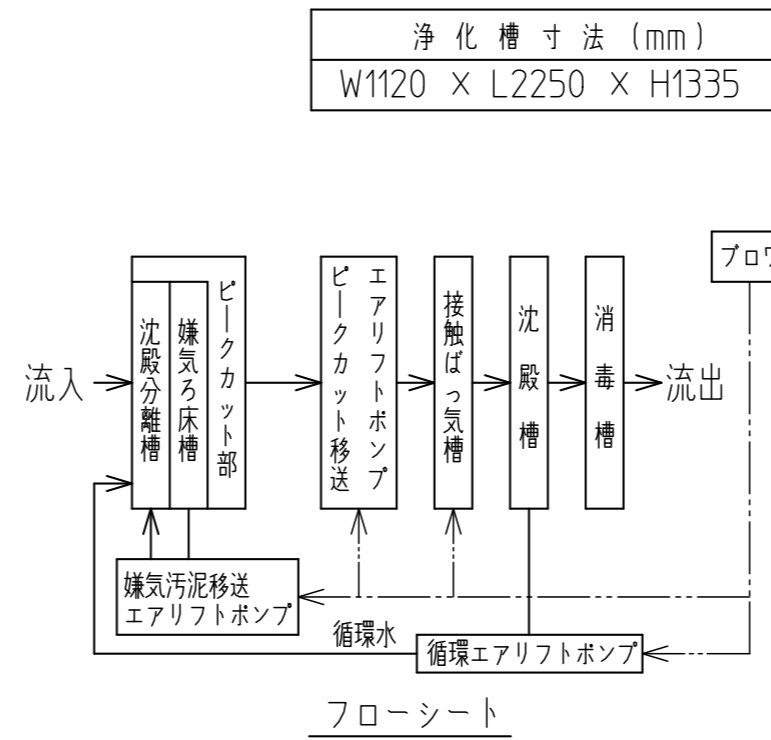 浄化槽寸法(mm)
W1120 × L2250 × H1335
ブロワ
流入
沈殿分離槽
嫌気ろ床槽
ピークカット部
ピークカット移送
エアリフトポンプ
接触ばっ気槽
沈殿槽
消毒槽
流出
嫌気汚泥移送
エアリフトポンプ
循環水
循環エアリフトポンプ
フローシート